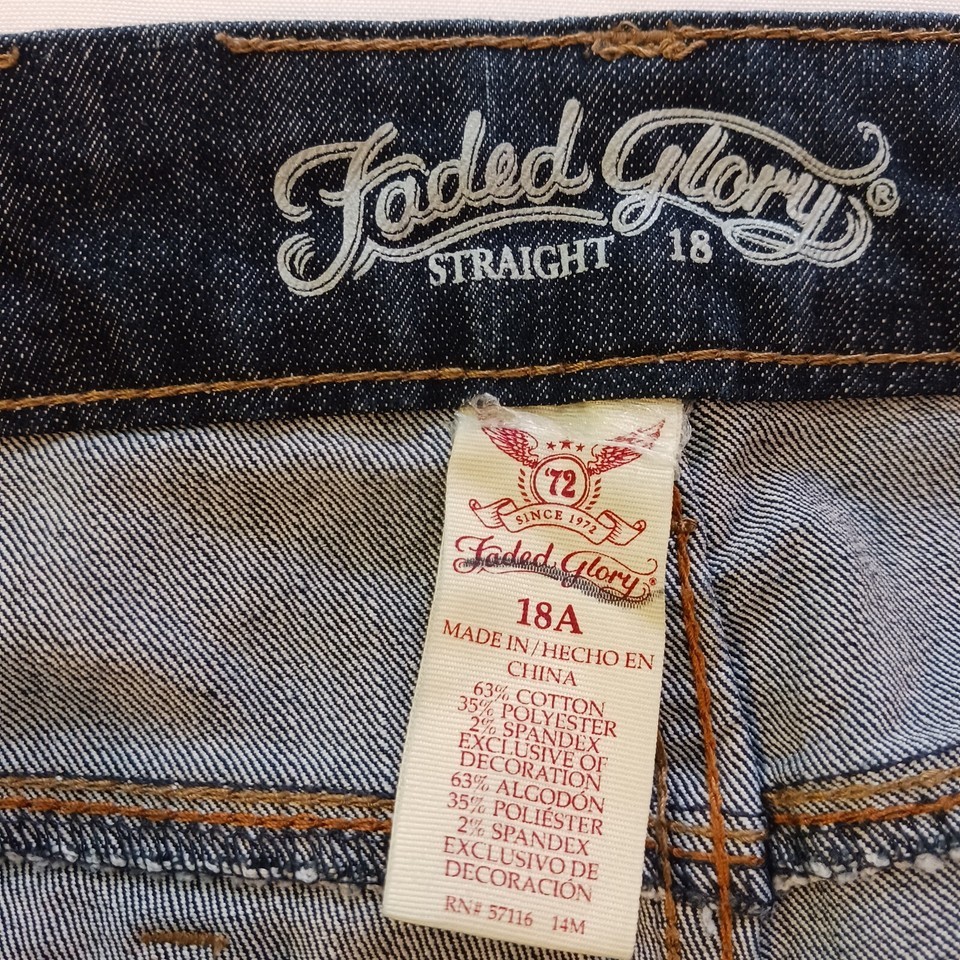 Faded Glory®
STRAIGHT 18
'72
SINCE 1972
Faded Glory®
18A
MADE IN/HECHO EN
CHINA
63% COTTON
35% POLYESTER
2% SPANDEX
EXCLUSIVE OF
DECORATION
63% ALGODÓN
35% POLIÉSTER
2% SPANDEX
EXCLUSIVO DE
DECORACIÓN
RN# 57116 14M